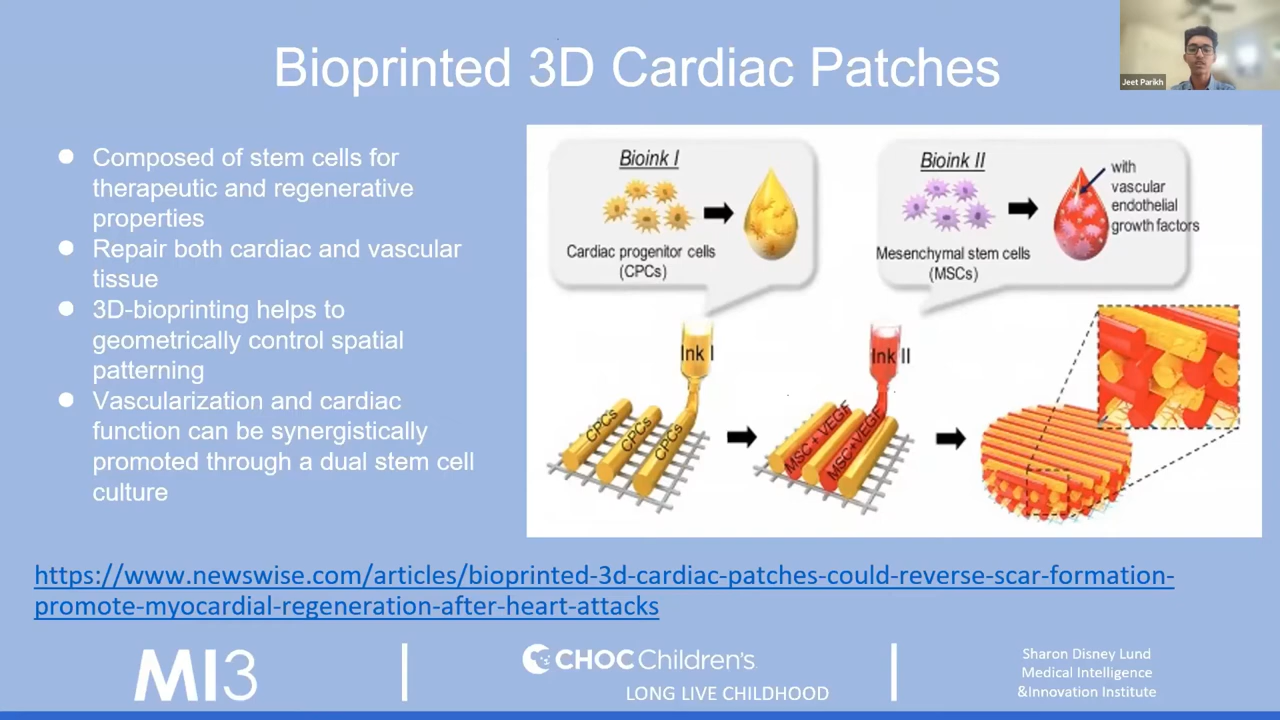 Bioprinted 3D Cardiac Patches
Jeet Parikh
Composed of stem cells for
therapeutic and regenerative
properties
Repair both cardiac and vascular
tissue
3D-bioprinting helps to
geometrically control spatial
patterning
Vascularization and cardiac
function can be synergistically
promoted through a dual stem cell
culture
Bioink I
Cardiac progenitor cells
(CPCs)
Bioink II
with
vascular
endothelial
growth factors
Mesenchymal stem cells
(MSCs)
Ink I
Ink II
CPCs
CPCs
CPCs
MSC + VEGF
MSC+VEGF
https://www.newswise.com/articles/bioprinted-3d-cardiac-patches-could-reverse-scar-formation-
promote-myocardial-regeneration-after-heart-attacks
MI3
CHOC Children's
LONG LIVE CHILDHOOD
Sharon Disney Lund
Medical Intelligence
&Innovation Institute